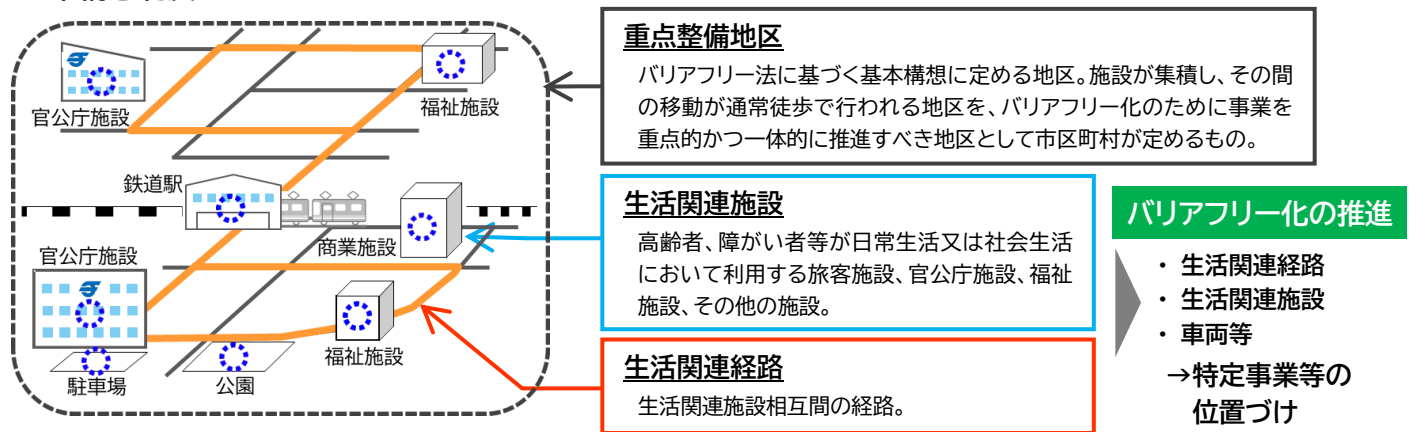 官公庁施設
福祉施設
鉄道駅
商業施設
官公庁施設
福祉施設
駐車場
公園
重点整備地区
バリアフリー法に基づく基本構想に定める地区。施設が集積し、その間
の移動が通常徒歩で行われる地区を、バリアフリー化のために事業を
重点的かつ一体的に推進すべき地区として市区町村が定めるもの。
生活関連施設
高齢者、障がい者等が日常生活又は社会生活
において利用する旅客施設、官公庁施設、福祉
施設、その他の施設。
生活関連経路
生活関連施設相互間の経路。
バリアフリー化の推進
・ 生活関連経路
・ 生活関連施設
・ 車両等
→特定事業等の
位置づけ